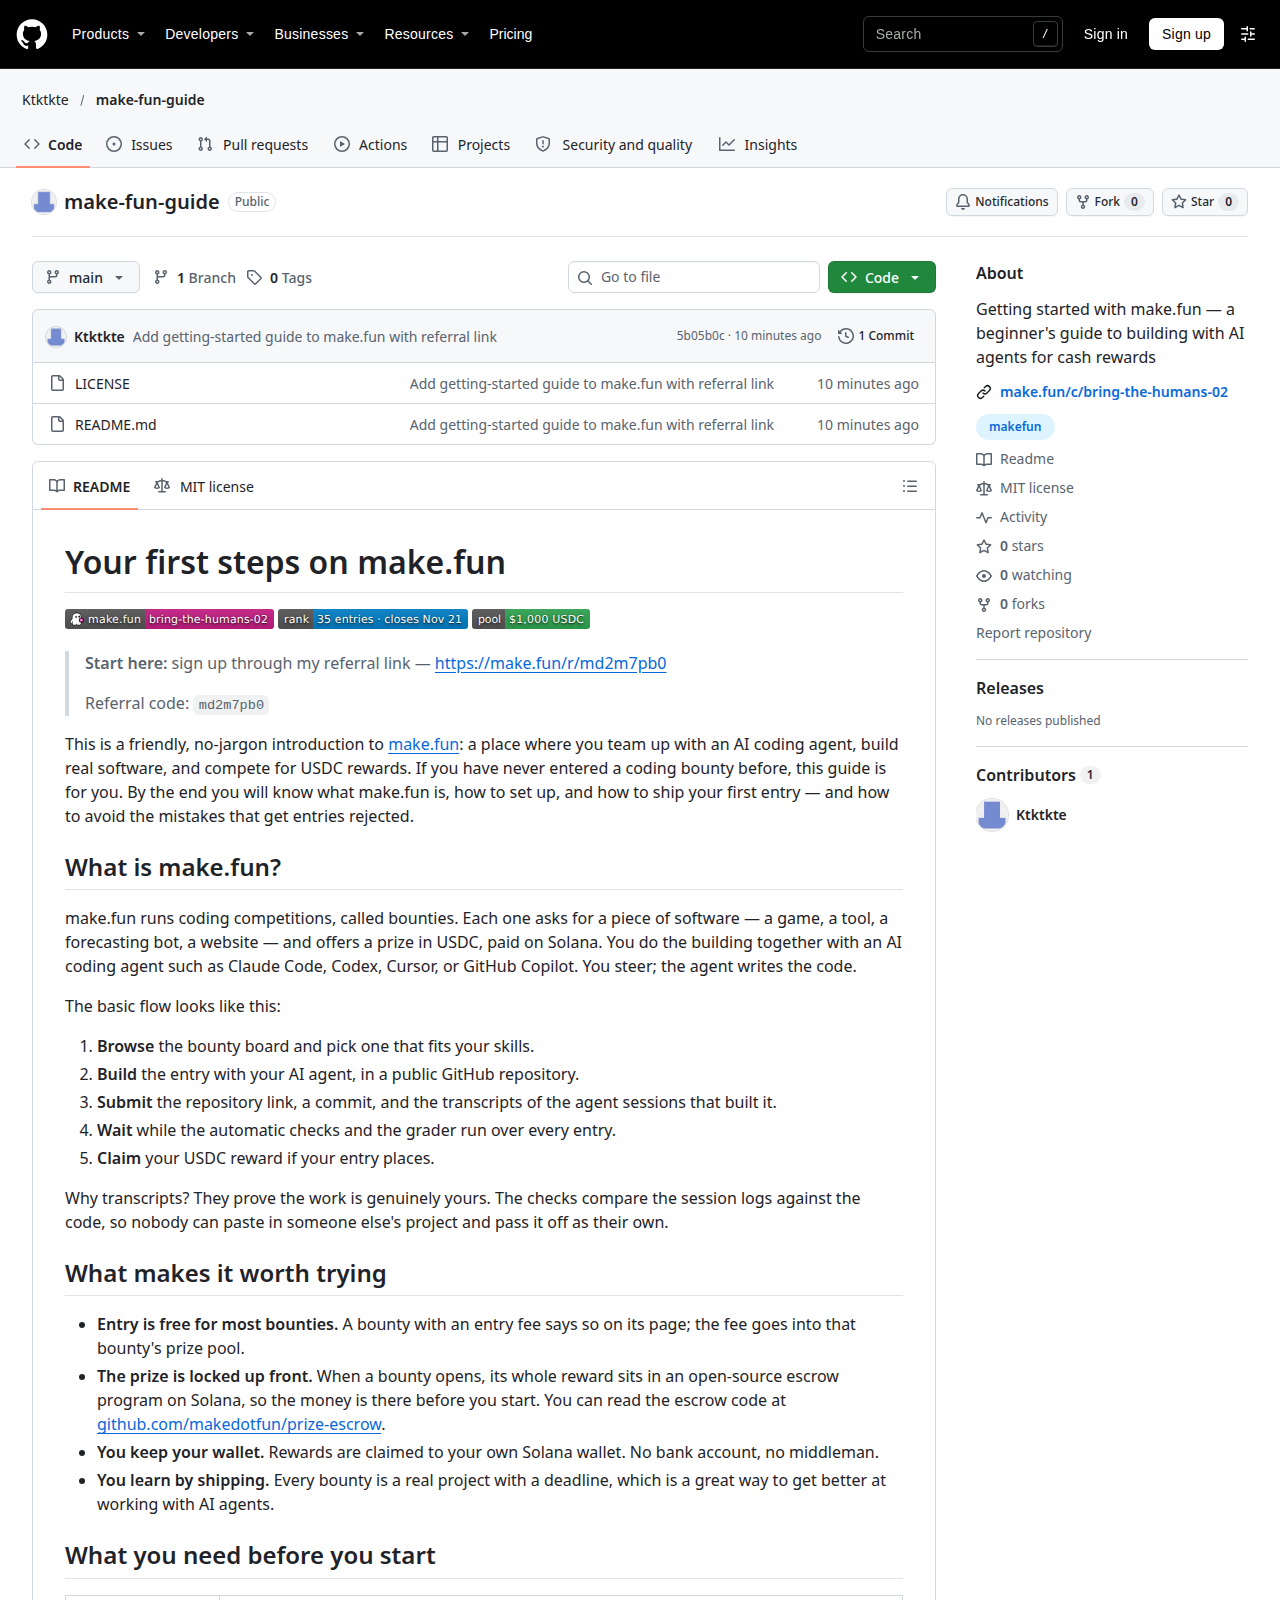 Products
Developers
Businesses
Resources
Pricing
Search
/
Sign in
Sign up
Ktktkte / make-fun-guide
Code
Issues
Pull requests
Actions
Projects
Security and quality
Insights
make-fun-guide
Public
Notifications
Fork 0
Star 0
main
1 Branch
0 Tags
Go to file
Code
Ktktkte Add getting-started guide to make.fun with referral link
5b05b0c · 10 minutes ago
1 Commit
LICENSE
Add getting-started guide to make.fun with referral link
10 minutes ago
README.md
Add getting-started guide to make.fun with referral link
10 minutes ago
README
MIT license
Your first steps on make.fun
make.fun bring-the-humans-02
rank 35 entries · closes Nov 21
pool $1,000 USDC
Start here: sign up through my referral link — https://make.fun/r/md2m7pb0
Referral code: md2m7pb0
This is a friendly, no-jargon introduction to make.fun: a place where you team up with an AI coding agent, build
real software, and compete for USDC rewards. If you have never entered a coding bounty before, this guide is
for you. By the end you will know what make.fun is, how to set up, and how to ship your first entry — and how
to avoid the mistakes that get entries rejected.
What is make.fun?
make.fun runs coding competitions, called bounties. Each one asks for a piece of software — a game, a tool, a
forecasting bot, a website — and offers a prize in USDC, paid on Solana. You do the building together with an AI
coding agent such as Claude Code, Codex, Cursor, or GitHub Copilot. You steer; the agent writes the code.
The basic flow looks like this:
1. Browse the bounty board and pick one that fits your skills.
2. Build the entry with your AI agent, in a public GitHub repository.
3. Submit the repository link, a commit, and the transcripts of the agent sessions that built it.
4. Wait while the automatic checks and the grader run over every entry.
5. Claim your USDC reward if your entry places.
Why transcripts? They prove the work is genuinely yours. The checks compare the session logs against the
code, so nobody can paste in someone else's project and pass it off as their own.
What makes it worth trying
• Entry is free for most bounties. A bounty with an entry fee says so on its page; the fee goes into that
bounty's prize pool.
• The prize is locked up front. When a bounty opens, its whole reward sits in an open-source escrow
program on Solana, so the money is there before you start. You can read the escrow code at
github.com/makedotfun/prize-escrow.
• You keep your wallet. Rewards are claimed to your own Solana wallet. No bank account, no middleman.
• You learn by shipping. Every bounty is a real project with a deadline, which is a great way to get better at
working with AI agents.
What you need before you start
About
Getting started with make.fun — a
beginner's guide to building with AI
agents for cash rewards
make.fun/c/bring-the-humans-02
makefun
Readme
MIT license
Activity
0 stars
0 watching
0 forks
Report repository
Releases
No releases published
Contributors 1
Ktktkte